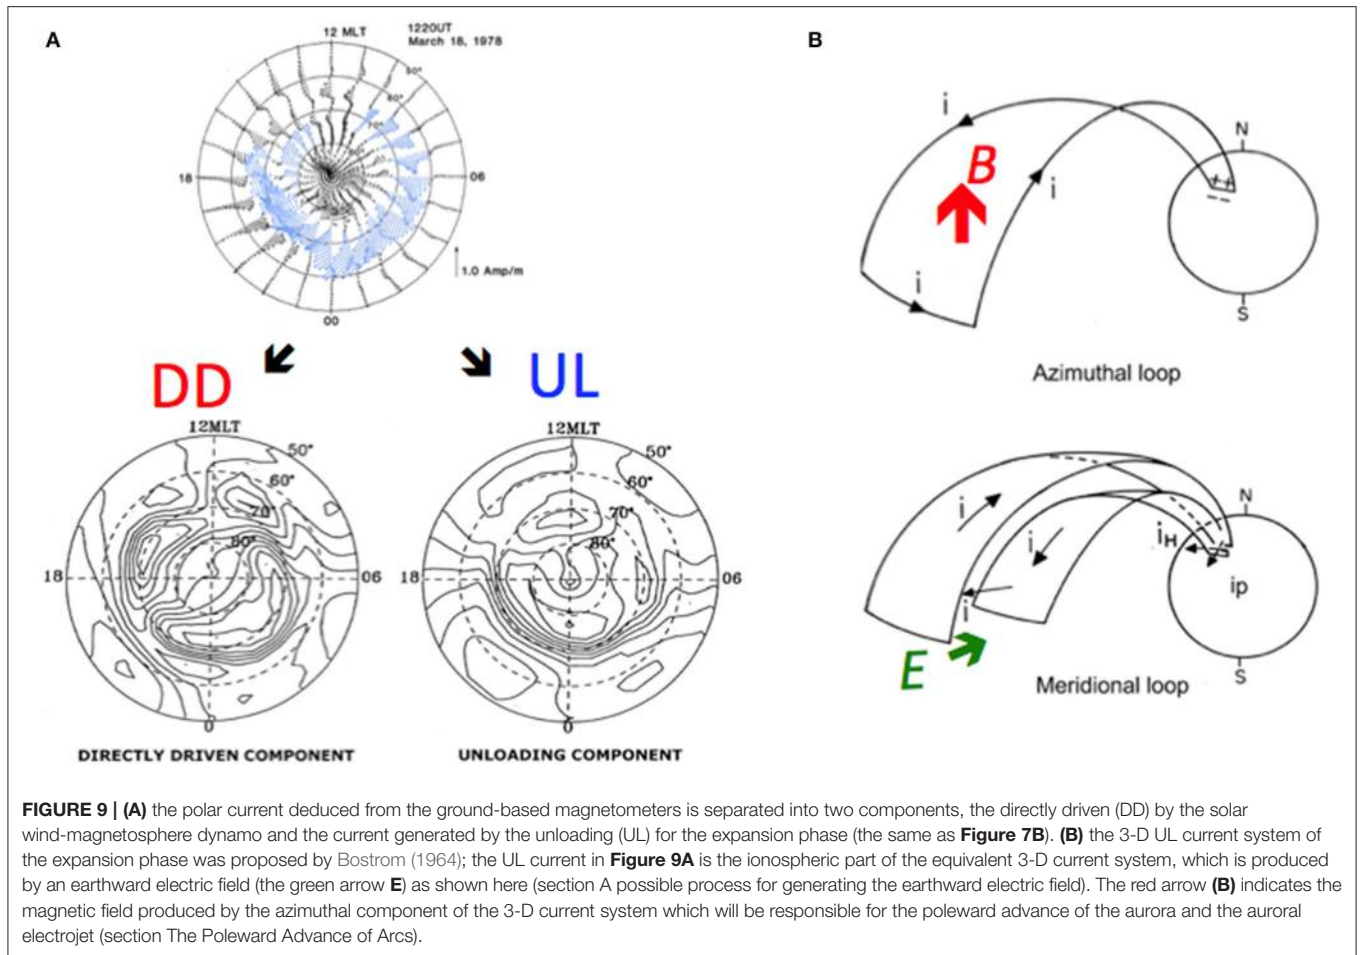 A
12 MLT
1220UT
March 18, 1978
50°
60°
70°
18
06
1.0 Amp/m
00
DD
UL
12MLT
50°
60°
70°
80°
18
06
0
DIRECTLY DRIVEN COMPONENT
12MLT
50°
60°
70°
80°
18
06
0
UNLOADING COMPONENT
B
i
B
i
i
N
++
--
S
Azimuthal loop
i
i
i
E
N
iH
ip
S
Meridional loop
FIGURE 9 | (A) the polar current deduced from the ground-based magnetometers is separated into two components, the directly driven (DD) by the solar
wind-magnetosphere dynamo and the current generated by the unloading (UL) for the expansion phase (the same as Figure 7B). (B) the 3-D UL current system of
the expansion phase was proposed by Bostrom (1964); the UL current in Figure 9A is the ionospheric part of the equivalent 3-D current system, which is produced
by an earthward electric field (the green arrow E) as shown here (section A possible process for generating the earthward electric field). The red arrow (B) indicates the
magnetic field produced by the azimuthal component of the 3-D current system which will be responsible for the poleward advance of the aurora and the auroral
electrojet (section The Poleward Advance of Arcs).